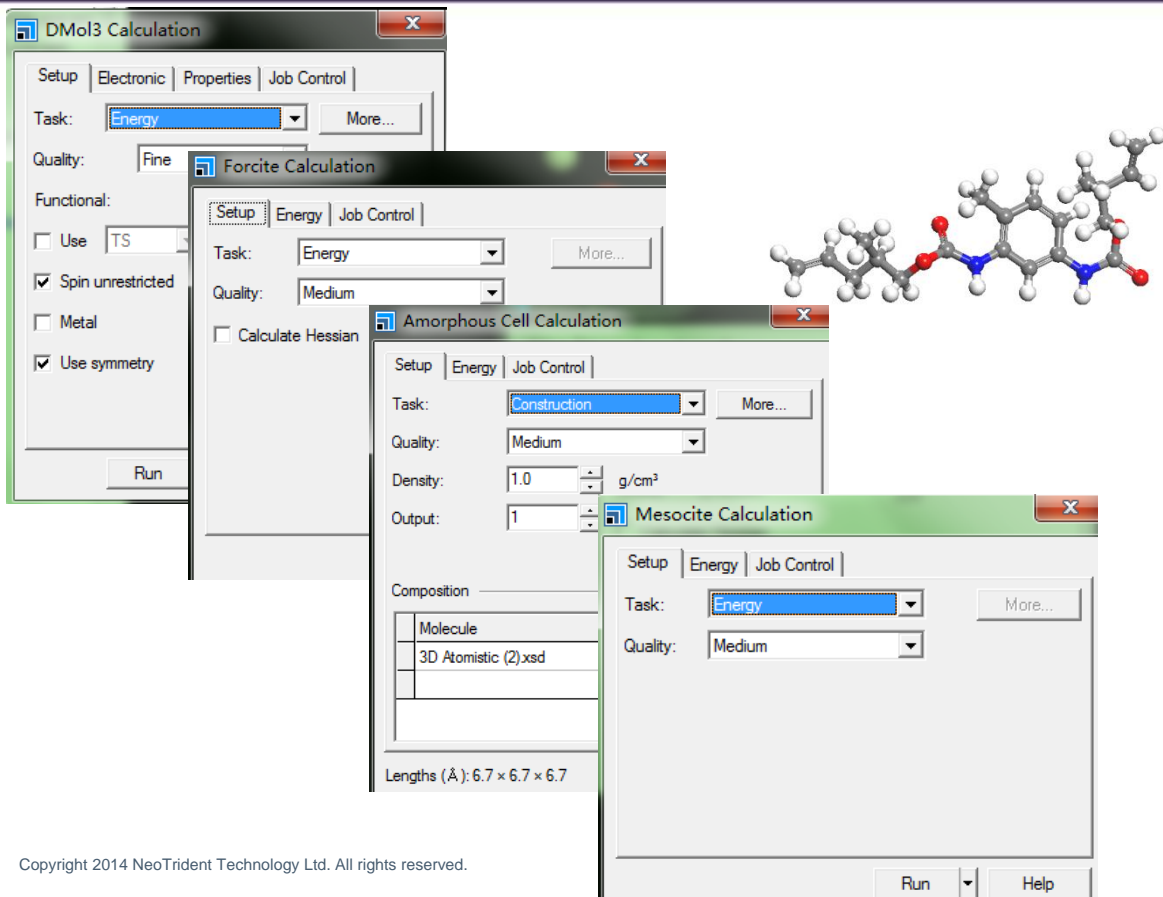 DMol3 Calculation
Setup Electronic Properties Job Control
Task: Energy More...
Quality: Fine
Functional:
Use TS
Spin unrestricted
Metal
Use symmetry
Run
Forcite Calculation
Setup Energy Job Control
Task: Energy More...
Quality: Medium
Calculate Hessian
Amorphous Cell Calculation
Setup Energy Job Control
Task: Construction More...
Quality: Medium
Density: 1.0 g/cm³
Output: 1
Composition
Molecule
3D Atomistic (2).xsd
Lengths (Å): 6.7 × 6.7 × 6.7
Mesocite Calculation
Setup Energy Job Control
Task: Energy More...
Quality: Medium
Run Help
Copyright 2014 NeoTrident Technology Ltd. All rights reserved.